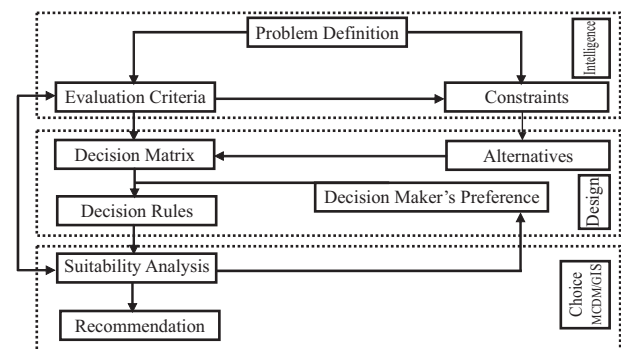 Problem Definition
Intelligence
Evaluation Criteria
Constraints
Decision Matrix
Alternatives
Decision Maker's Preference
Design
Decision Rules
Suitability Analysis
Choice
MCDM/GIS
Recommendation